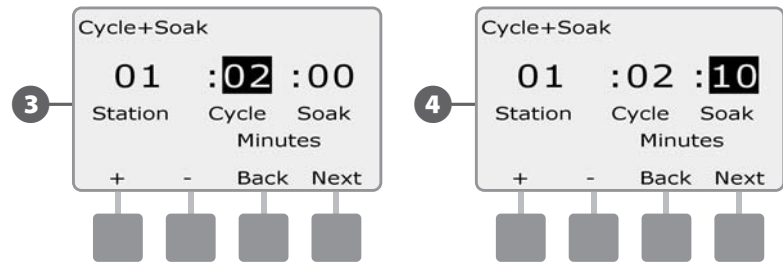 Cycle+Soak
01 :02 :00
Station Cycle Soak
Minutes
+ - Back Next
3
Cycle+Soak
01 :02 :10
Station Cycle Soak
Minutes
+ - Back Next
4